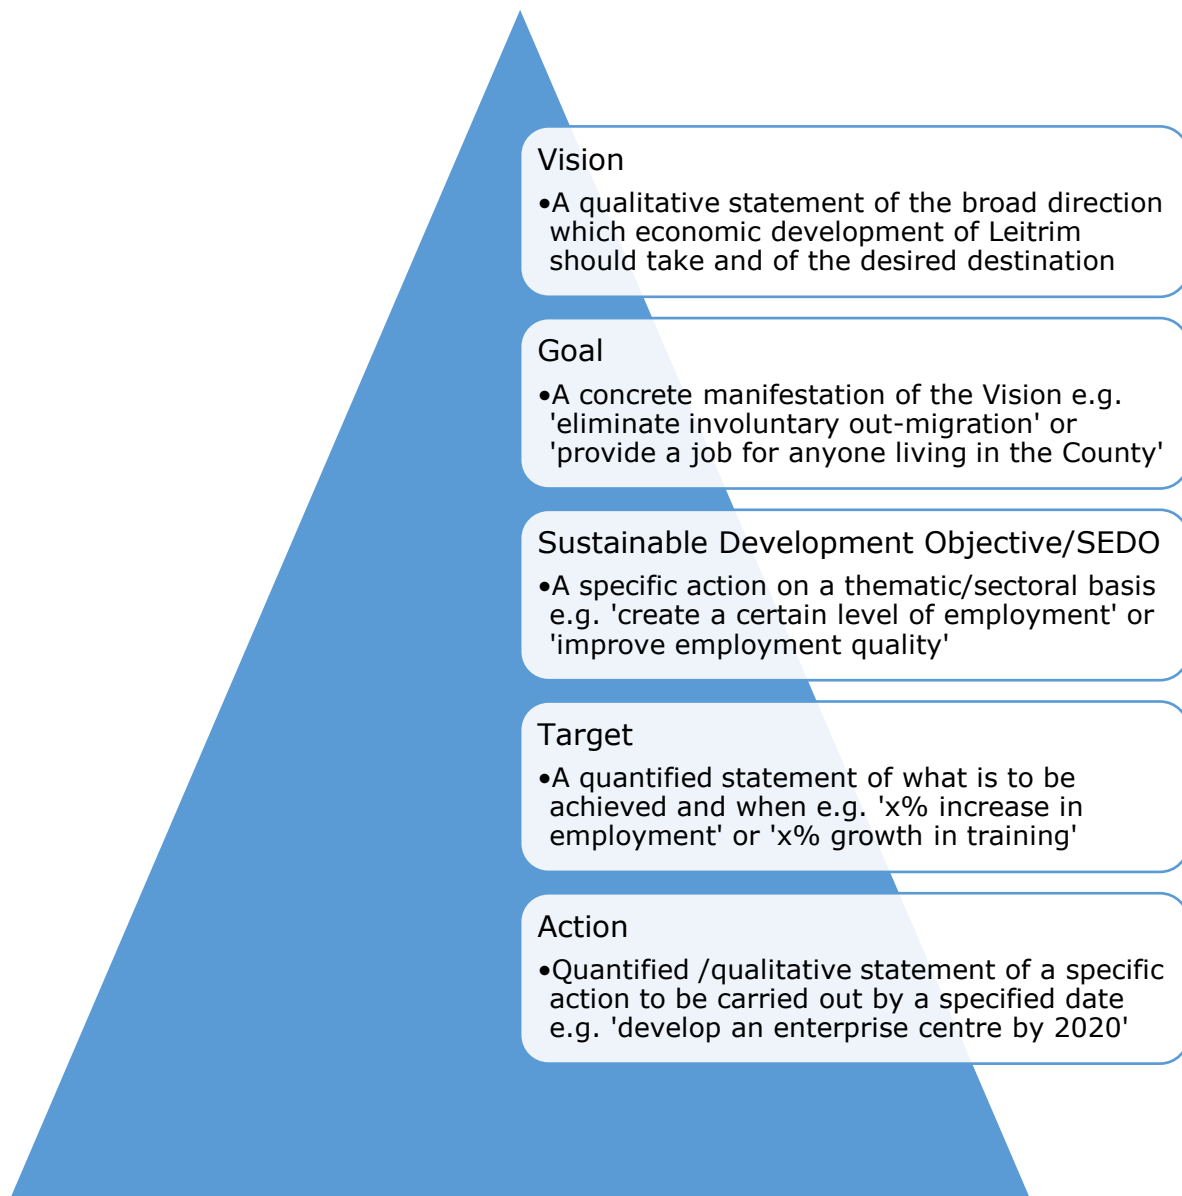 Vision
•A qualitative statement of the broad direction
which economic development of Leitrim
should take and of the desired destination
Goal
•A concrete manifestation of the Vision e.g.
'eliminate involuntary out-migration' or
'provide a job for anyone living in the County'
Sustainable Development Objective/SEDO
•A specific action on a thematic/sectoral basis
e.g. 'create a certain level of employment' or
'improve employment quality'
Target
•A quantified statement of what is to be
achieved and when e.g. 'x% increase in
employment' or 'x% growth in training'
Action
•Quantified /qualitative statement of a specific
action to be carried out by a specified date
e.g. 'develop an enterprise centre by 2020'